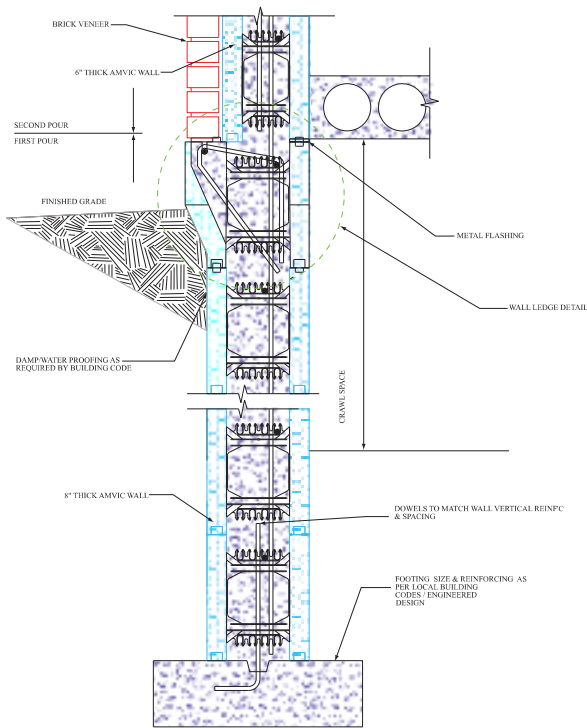 BRICK VENEER
6" THICK AMVIC WALL
SECOND POUR
FIRST POUR
FINISHED GRADE
METAL FLASHING
WALL LEDGE DETAIL
DAMP/WATER PROOFING AS
REQUIRED BY BUILDING CODE
CRAWL SPACE
8" THICK AMVIC WALL
DOWELS TO MATCH WALL VERTICAL REINF'C
& SPACING
FOOTING SIZE & REINFORCING AS
PER LOCAL BUILDING
CODES / ENGINEERED
DESIGN